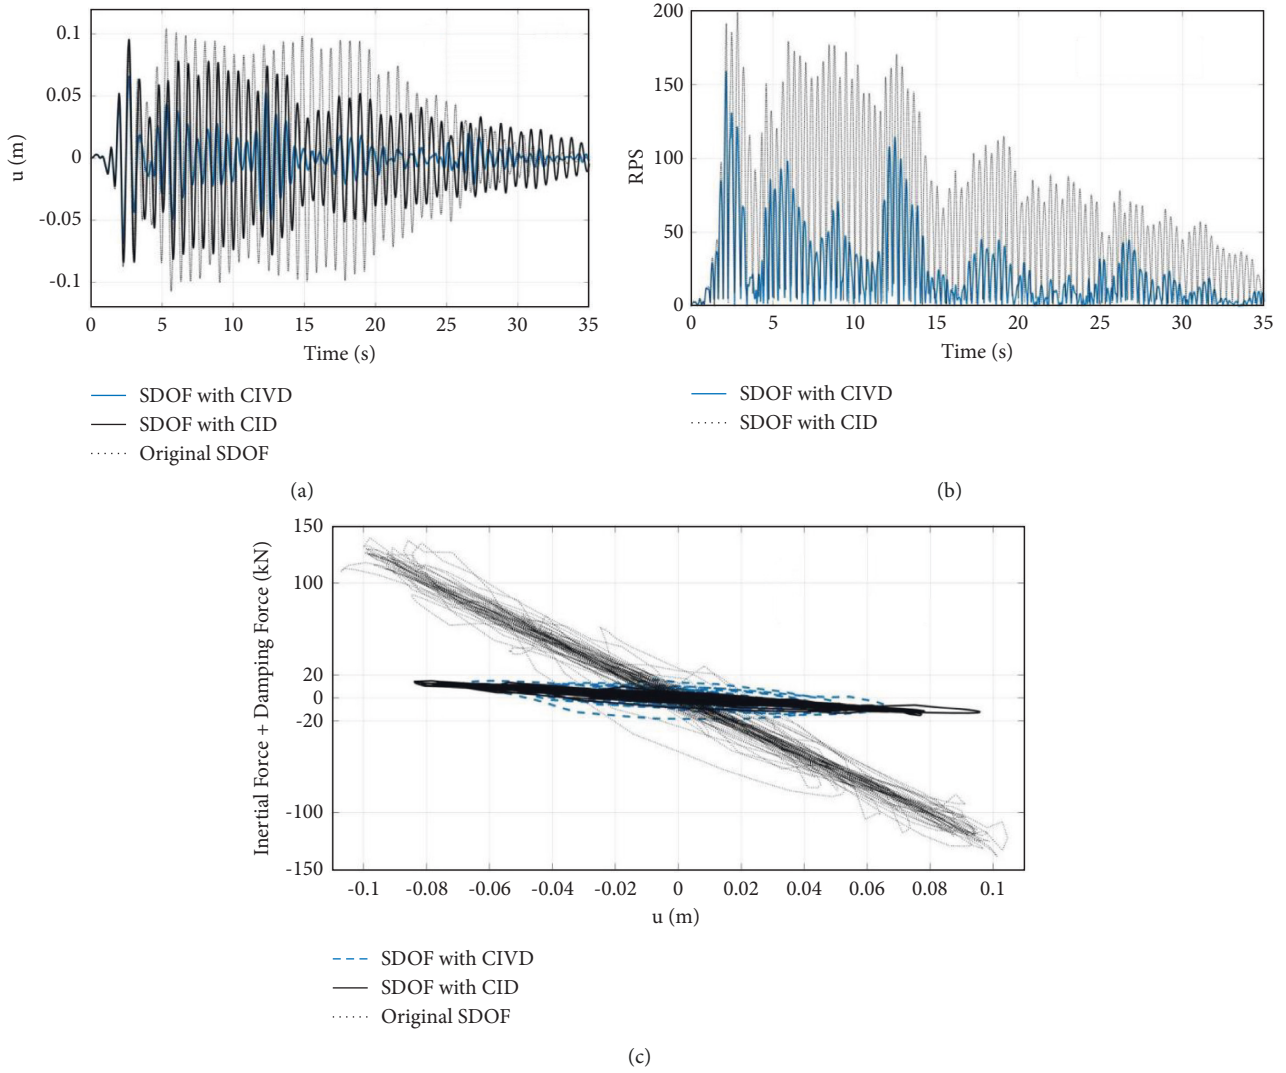 0.1
0.05
0
-0.05
-0.1
u (m)
0 5 10 15 20 25 30 35
Time (s)
SDOF with CIVD
SDOF with CID
Original SDOF
(a)
200
150
100
50
0
RPS
0 5 10 15 20 25 30 35
Time (s)
SDOF with CIVD
SDOF with CID
(b)
150
100
20
0
-20
-100
-150
Inertial Force + Damping Force (kN)
-0.1 -0.08 -0.06 -0.04 -0.02 0 0.02 0.04 0.06 0.08 0.1
u (m)
SDOF with CIVD
SDOF with CID
Original SDOF
(c)